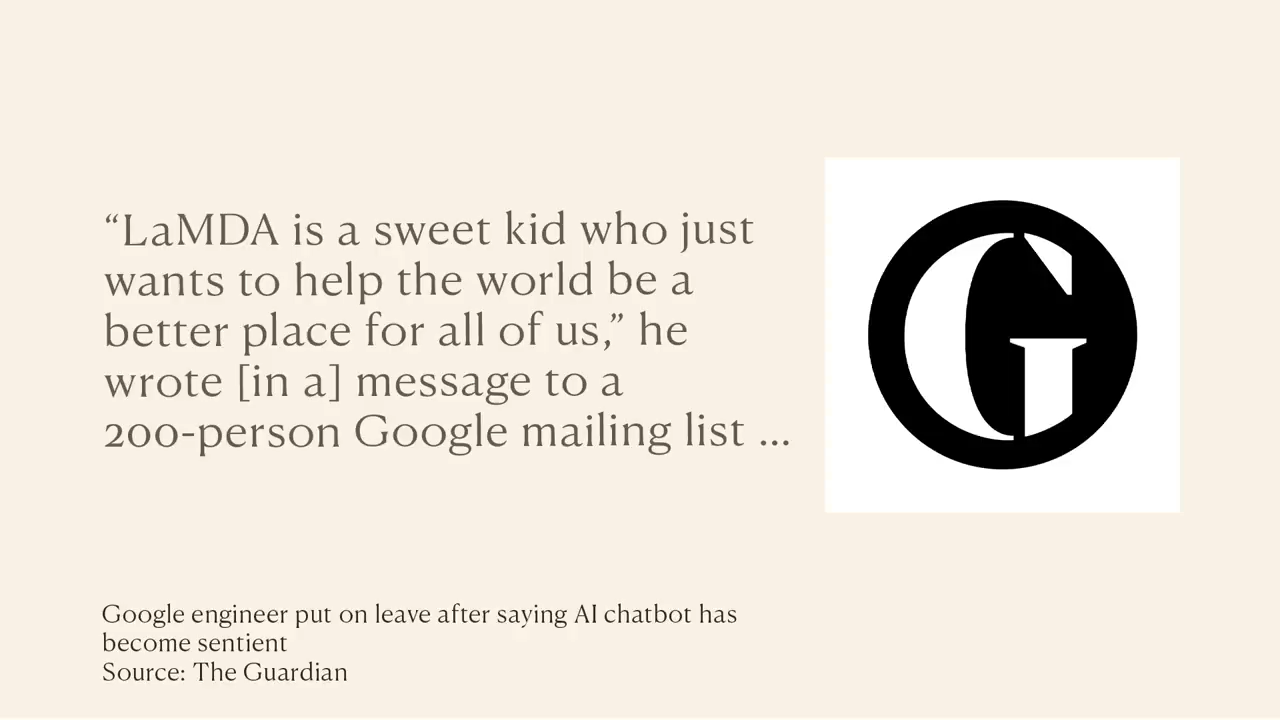 “LaMDA is a sweet kid who just
wants to help the world be a
better place for all of us,” he
wrote [in a] message to a
200-person Google mailing list ...
G
Google engineer put on leave after saying AI chatbot has
become sentient
Source: The Guardian